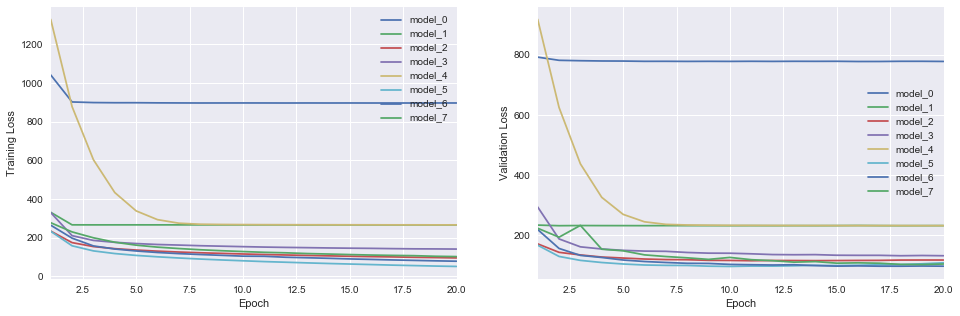 1400
1200
1000
800
600
400
200
0
Training Loss
2.5 5.0 7.5 10.0 12.5 15.0 17.5 20.0
Epoch
model_0
model_1
model_2
model_3
model_4
model_5
model_6
model_7
800
600
400
200
Validation Loss
2.5 5.0 7.5 10.0 12.5 15.0 17.5 20.0
Epoch
model_0
model_1
model_2
model_3
model_4
model_5
model_6
model_7